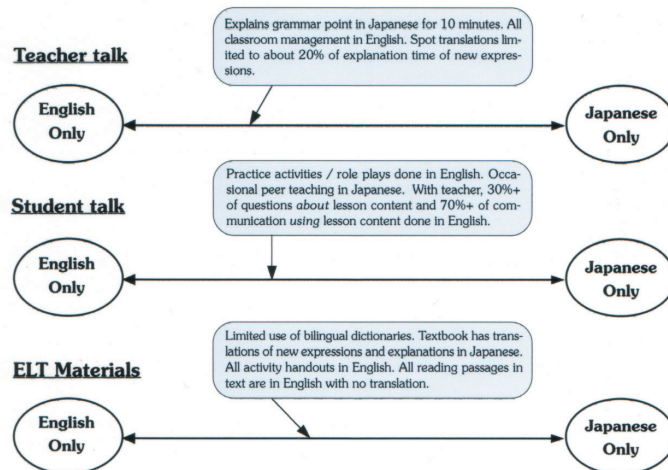 Explains grammar point in Japanese for 10 minutes. All
classroom management in English. Spot translations lim-
ited to about 20% of explanation time of new expres-
sions.
Teacher talk
English
Only
Japanese
Only
Practice activities / role plays done in English. Occa-
sional peer teaching in Japanese. With teacher, 30%+
of questions about lesson content and 70%+ of com-
munication using lesson content done in English.
Student talk
English
Only
Japanese
Only
Limited use of bilingual dictionaries. Textbook has trans-
lations of new expressions and explanations in Japanese.
All activity handouts in English. All reading passages in
text are in English with no translation.
ELT Materials
English
Only
Japanese
Only